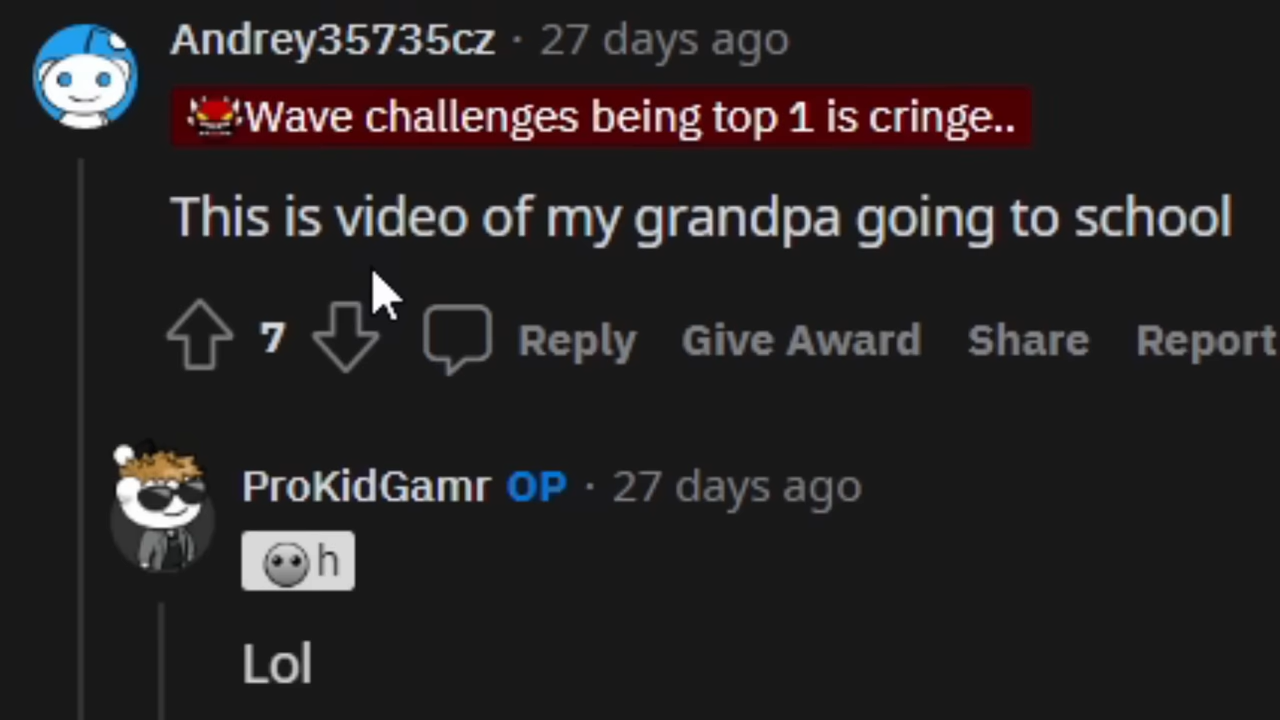 Andrey35735cz · 27 days ago
Wave challenges being top 1 is cringe..
This is video of my grandpa going to school
7 Reply Give Award Share Report
ProKidGamr OP · 27 days ago
h
Lol